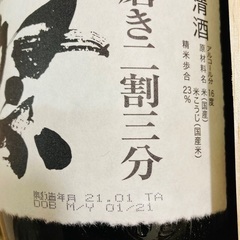 清酒
アルコール分 16度
原材料名 米(国産)
米こうじ(国産米)
精米歩合 23%
磨き二割三分
製造年月 21.01 TA
DOB M/Y 01/21